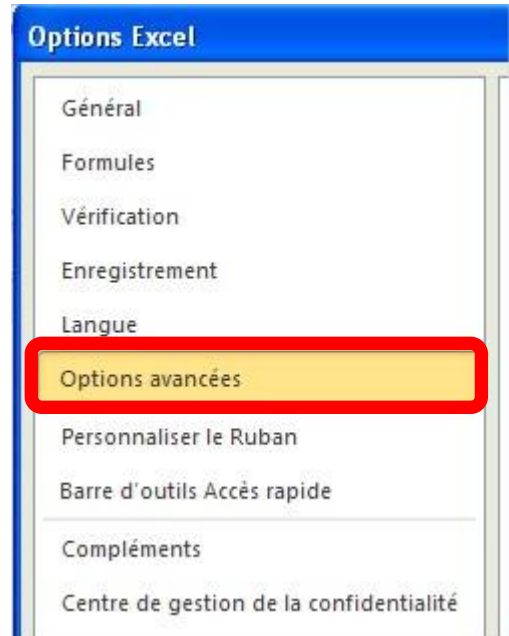 Options Excel
Général
Formules
Vérification
Enregistrement
Langue
Options avancées
Personnaliser le Ruban
Barre d'outils Accès rapide
Compléments
Centre de gestion de la confidentialité